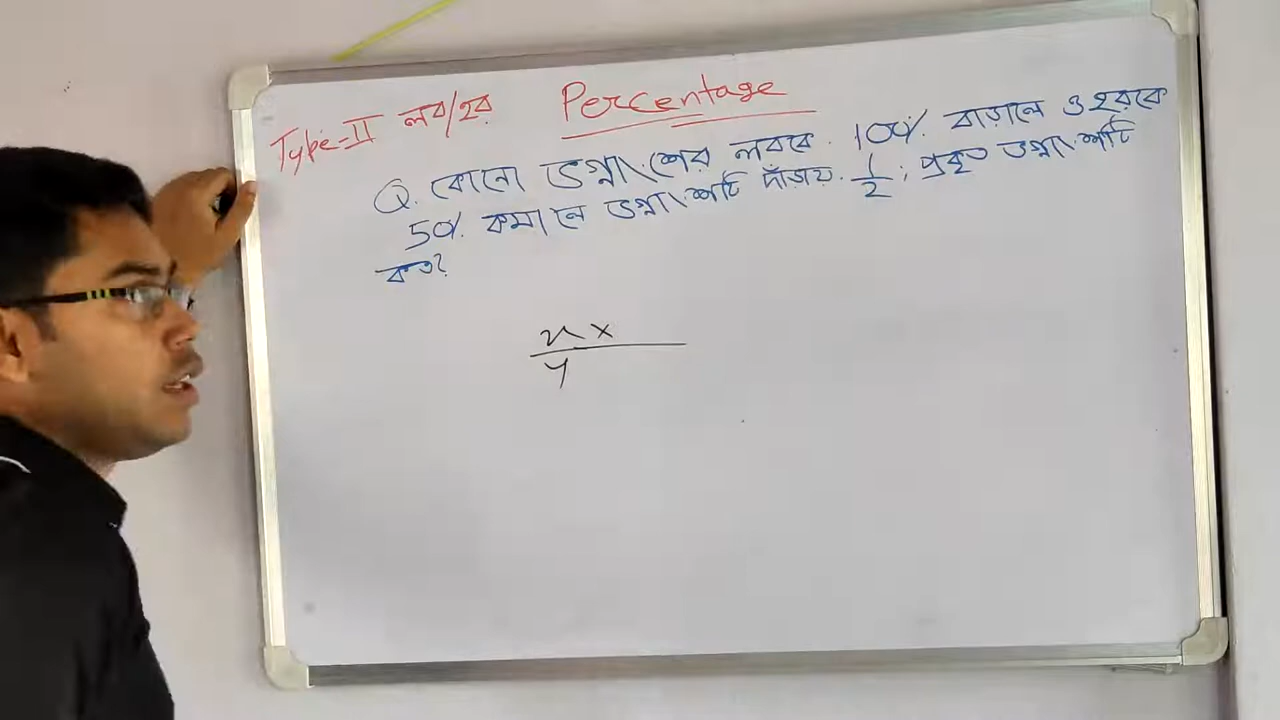 Percentage
Type-II লব/হর
Q. কোনো ভগ্নাংশের লবকে 100% বাড়ালে ও হরকে
50% কমালে ভগ্নাংশটি দাঁড়ায় 1/2; প্রকৃত ভগ্নাংশটি
কত?
x ×
y